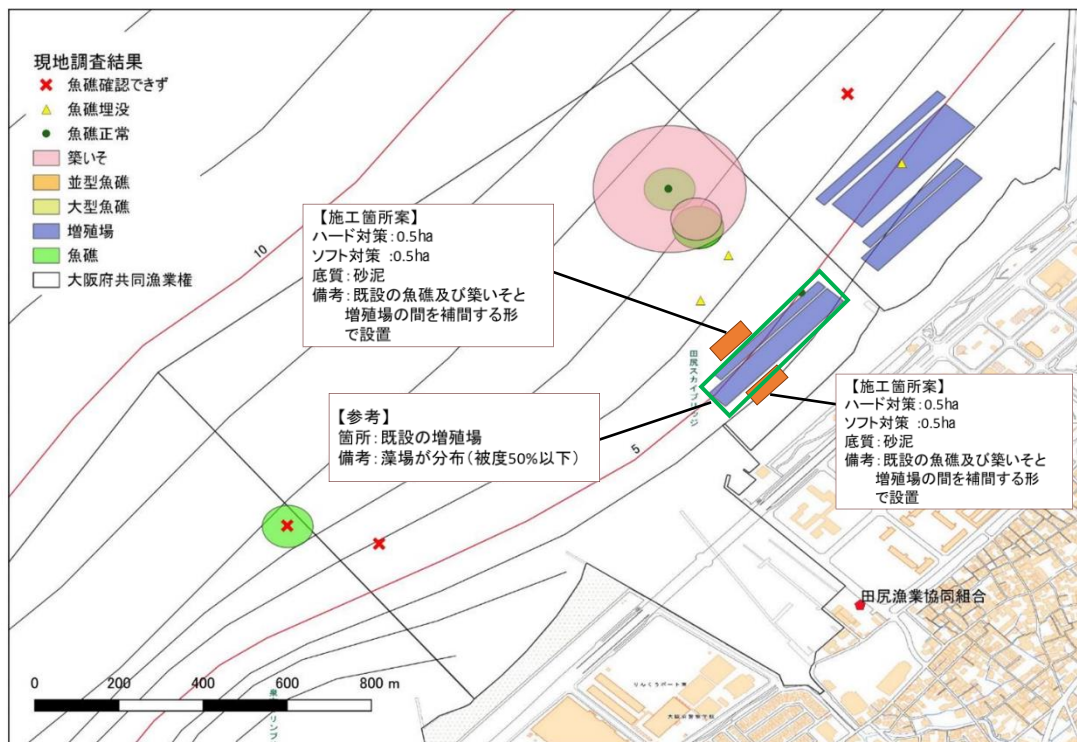 現地調査結果
魚礁確認できず
魚礁埋没
魚礁正常
築いそ
並型魚礁
大型魚礁
増殖場
魚礁
大阪府共同漁業権
10
【施工箇所案】
ハード対策:0.5ha
ソフト対策 :0.5ha
底質:砂泥
備考:既設の魚礁及び築いそと
増殖場の間を補間する形
で設置
田尻スカイブリッジ
【参考】
箇所:既設の増殖場
備考:藻場が分布(被度50%以下)
5
【施工箇所案】
ハード対策:0.5ha
ソフト対策 :0.5ha
底質:砂泥
備考:既設の魚礁及び築いそと
増殖場の間を補間する形
で設置
田尻漁業協同組合
0 200 400 600 800 m